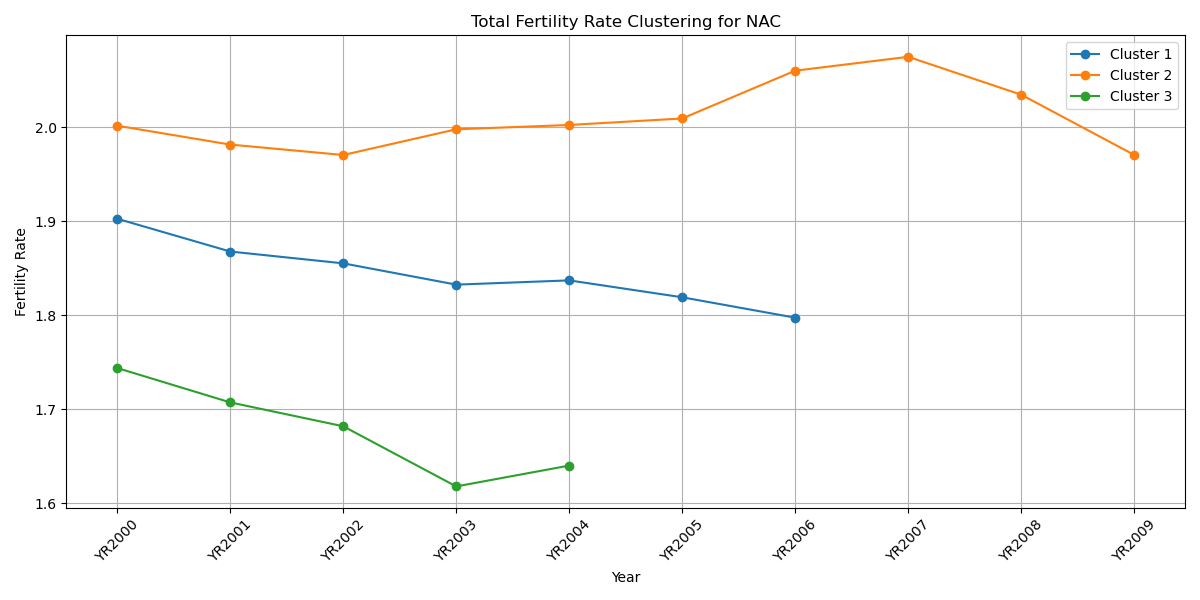 Total Fertility Rate Clustering for NAC
Cluster 1
Cluster 2
Cluster 3
Fertility Rate
2.0
1.9
1.8
1.7
1.6
YR2000
YR2001
YR2002
YR2003
YR2004
YR2005
YR2006
YR2007
YR2008
YR2009
Year